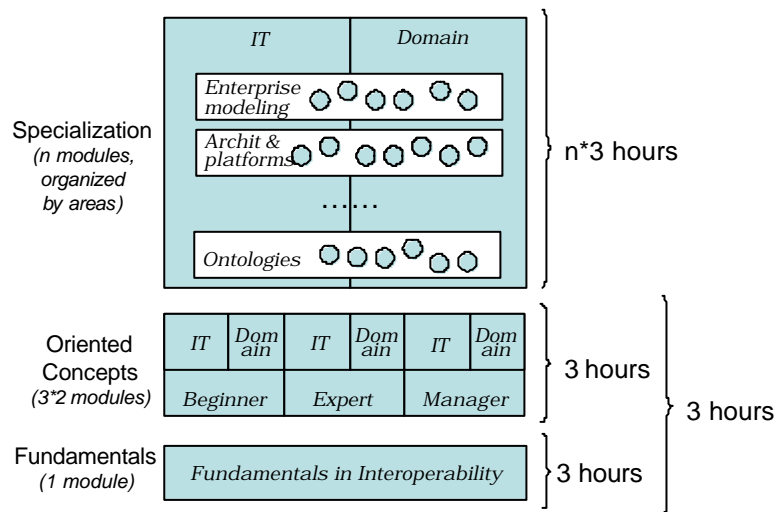 IT
Domain
Enterprise
modeling
Archit &
platforms
......
Ontologies
Specialization
(n modules,
organized
by areas)
n*3 hours
IT
Dom
ain
IT
Dom
ain
IT
Dom
ain
Beginner
Expert
Manager
Oriented
Concepts
(3*2 modules)
3 hours
3 hours
Fundamentals
(1 module)
Fundamentals in Interoperability
3 hours